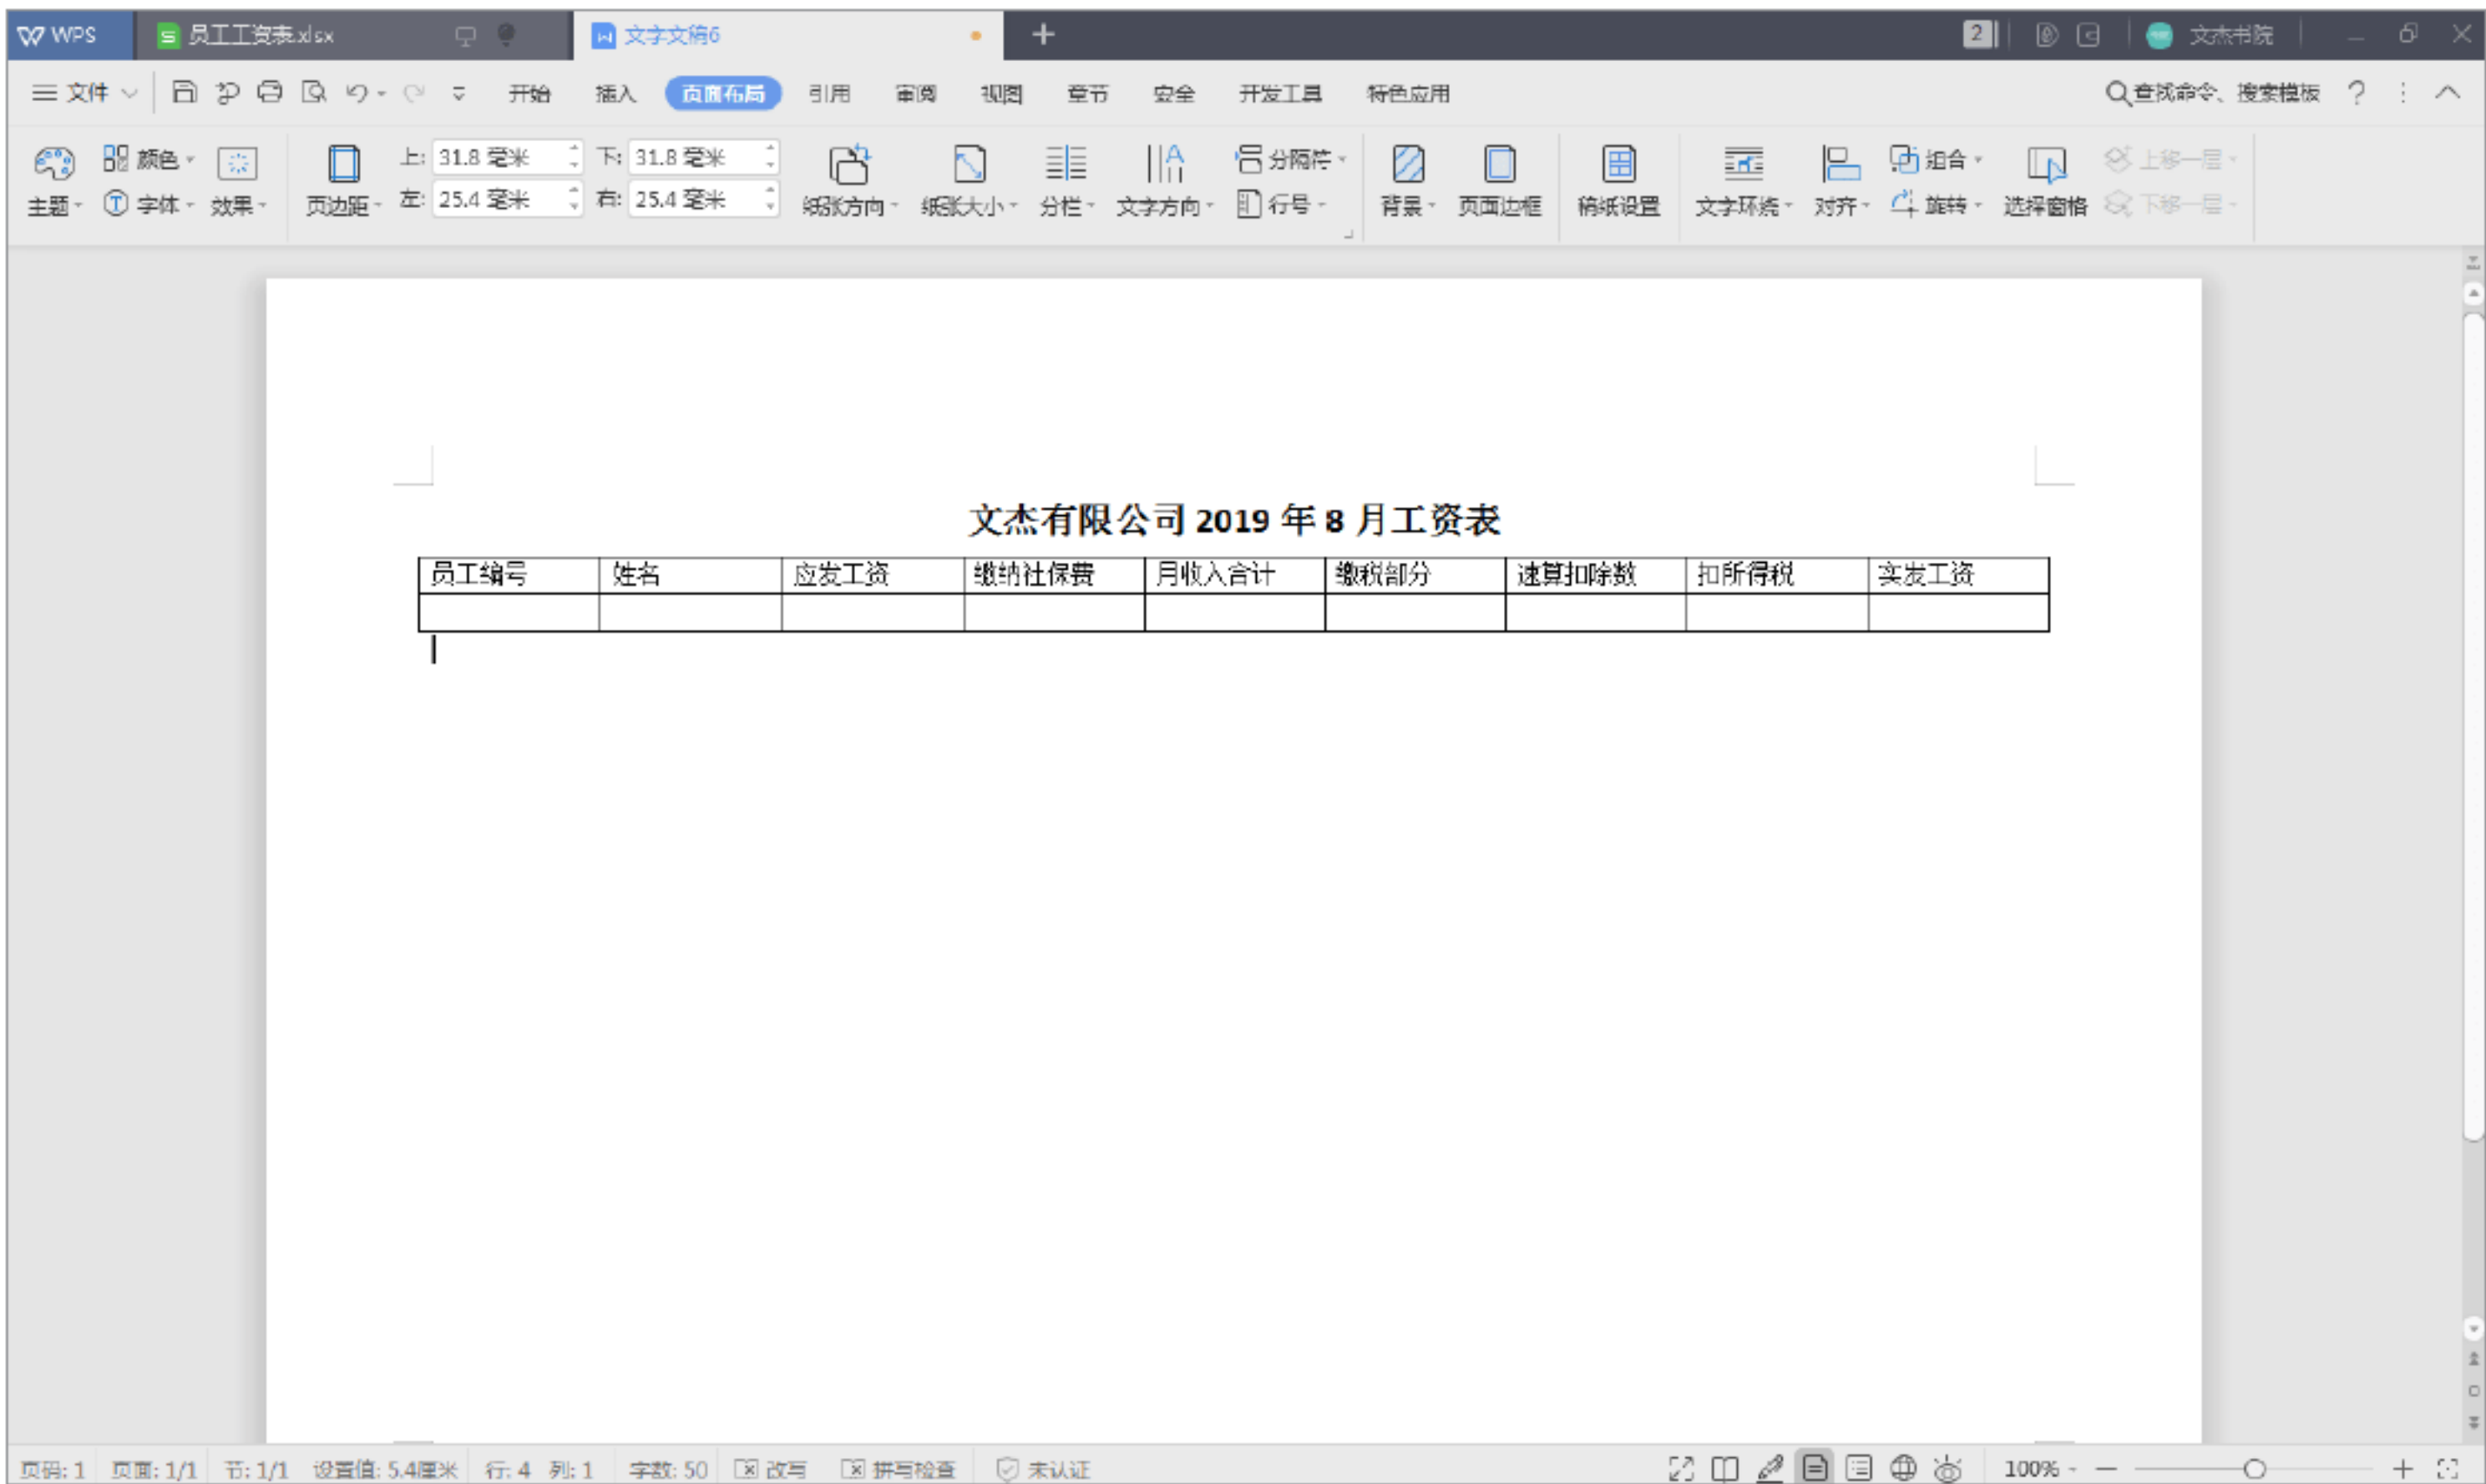 WPS 员工工资表.xlsx 文字文稿6 2 文杰书院
文件 开始 插入 页面布局 引用 审阅 视图 章节 安全 开发工具 特色应用 查找命令、搜索模板 ?
颜色 上: 31.8 毫米 下: 31.8 毫米 分隔符 组合 上移一层
主题 字体 效果 页边距 左: 25.4 毫米 右: 25.4 毫米 纸张方向 纸张大小 分栏 文字方向 行号 背景 页面边框 稿纸设置 文字环绕 对齐 旋转 选择窗格 下移一层
文杰有限公司 2019 年 8 月工资表
员工编号 姓名 应发工资 缴纳社保费 月收入合计 缴税部分 速算扣除数 扣所得税 实发工资
页码: 1 页面: 1/1 节: 1/1 设置值: 5.4厘米 行: 4 列: 1 字数: 50 改写 拼写检查 未认证 100%